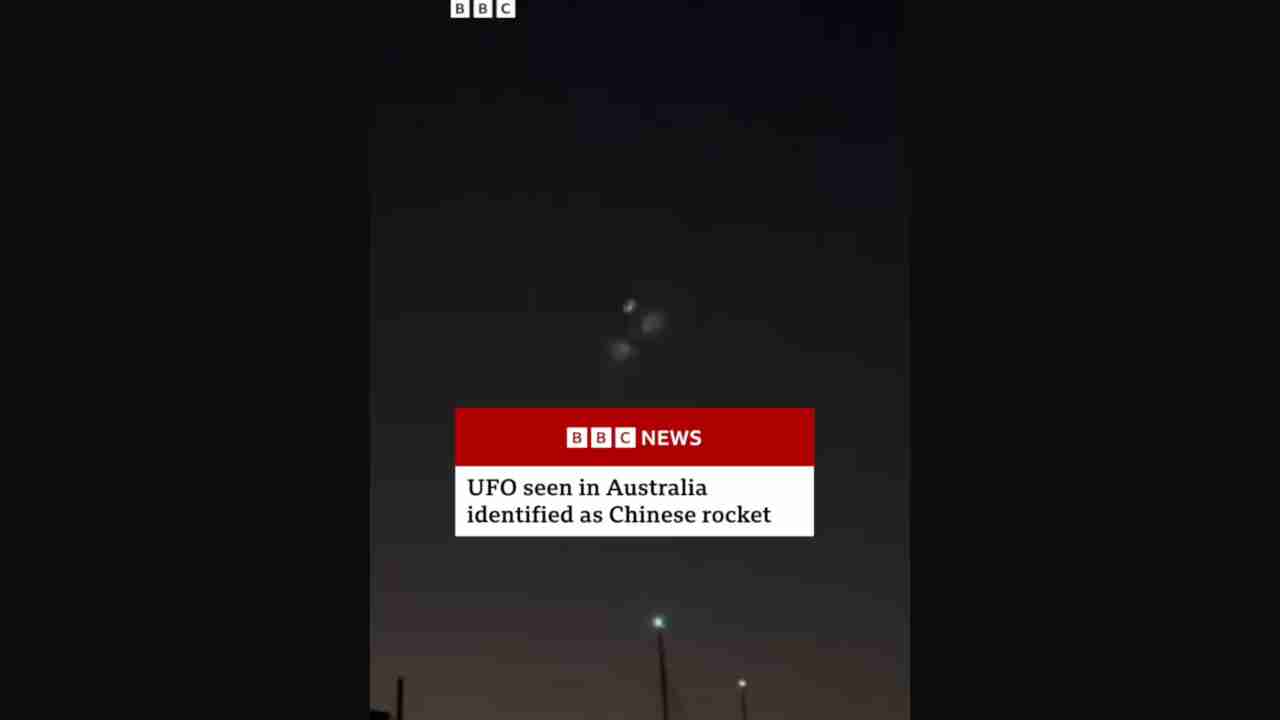 BBC
BBC NEWS
UFO seen in Australia
identified as Chinese rocket